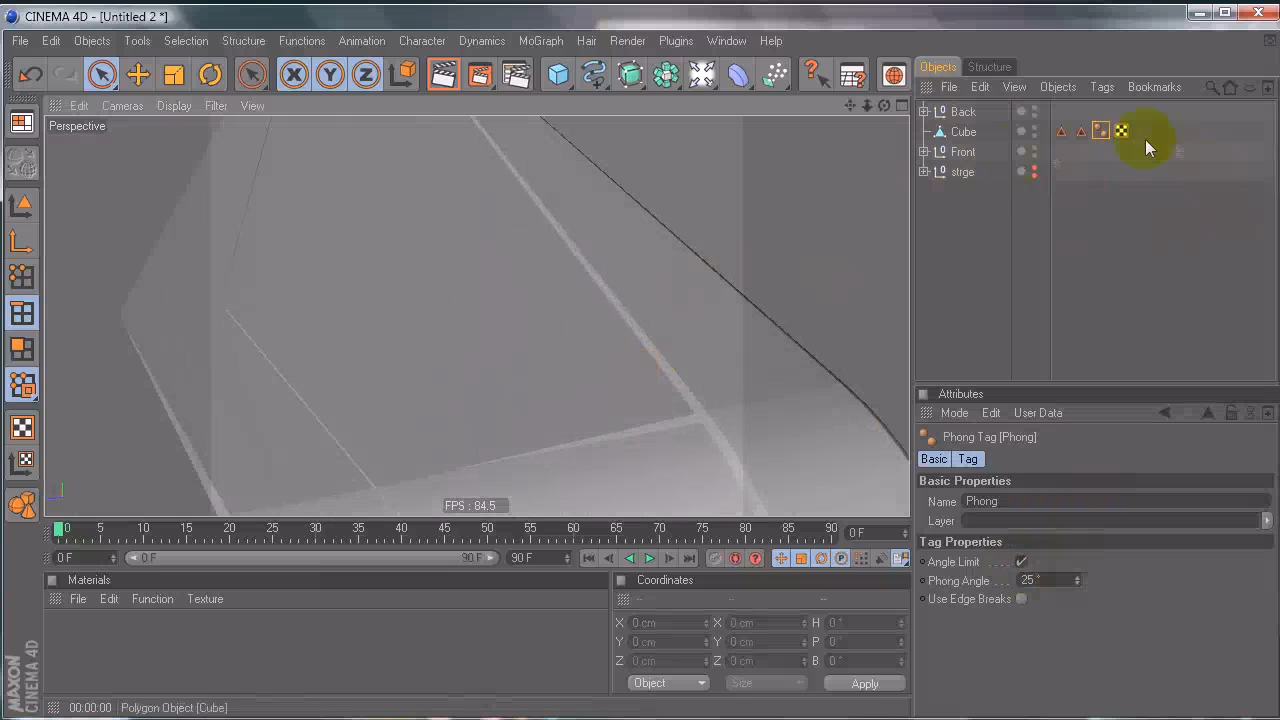 CINEMA 4D - [Untitled 2 *]
File Edit Objects Tools Selection Structure Functions Animation Character Dynamics MoGraph Hair Render Plugins Window Help
X Y Z
Edit Cameras Display Filter View
Perspective
FPS : 84.5
0 5 10 15 20 25 30 35 40 45 50 55 60 65 70 75 80 85 90 0 F
0 F 0 F 90 F 90 F
Materials
File Edit Function Texture
Coordinates
-- -- --
X 0 cm X 0 cm H 0 °
Y 0 cm Y 0 cm P 0 °
Z 0 cm Z 0 cm B 0 °
Object Size Apply
00:00:00 Polygon Object [Cube]
MAXON
CINEMA 4D
Objects Structure
File Edit View Objects Tags Bookmarks
Back
Cube
Front
strge
Attributes
Mode Edit User Data
Phong Tag [Phong]
Basic Tag
Basic Properties
Name Phong
Layer
Tag Properties
Angle Limit
Phong Angle 25 °
Use Edge Breaks